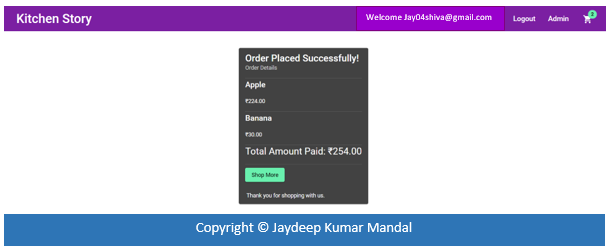 Kitchen Story
Welcome Jay04shiva@gmail.com
Logout
Admin
2
Order Placed Successfully!
Order Details
Apple
₹224.00
Banana
₹30.00
Total Amount Paid: ₹254.00
Shop More
Thank you for shopping with us.
Copyright © Jaydeep Kumar Mandal